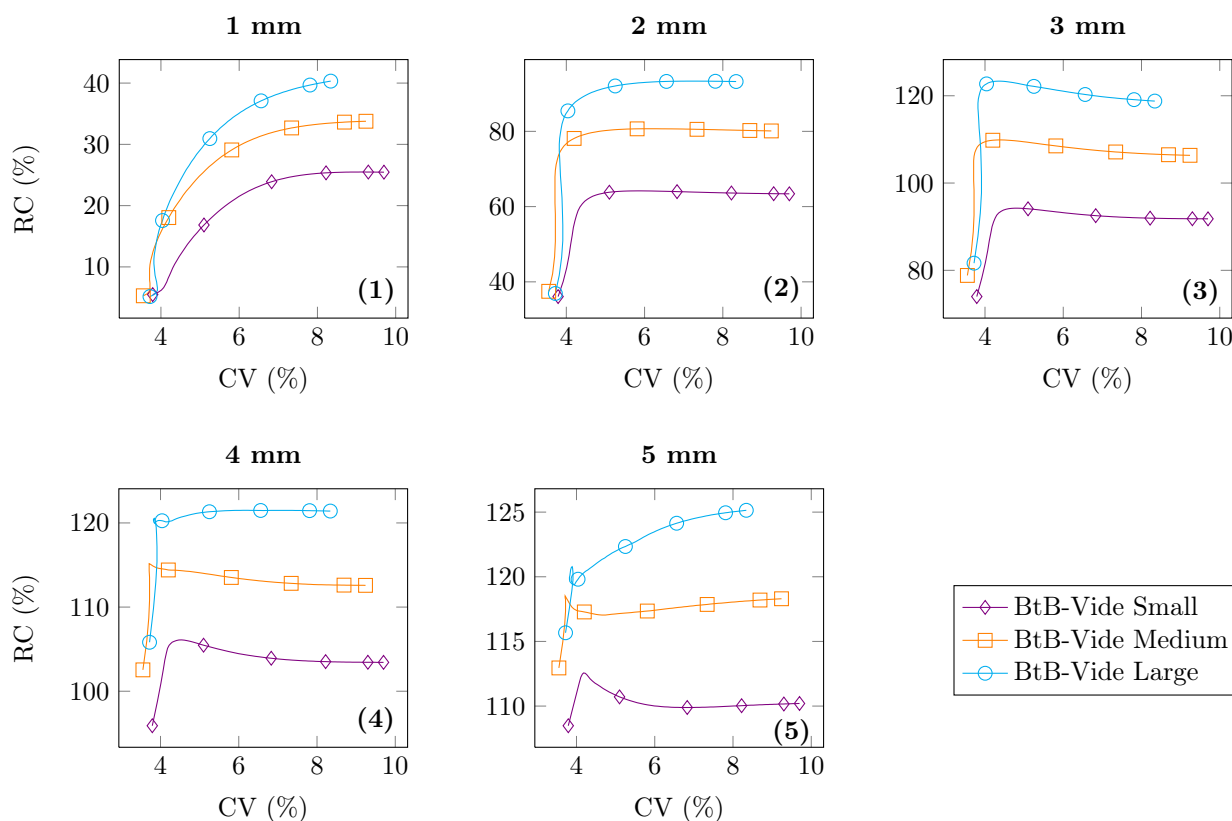 1 mm
2 mm
3 mm
RC (%)
40
30
20
10
80
60
40
120
100
80
(1)
(2)
(3)
4 6 8 10
4 6 8 10
4 6 8 10
CV (%)
CV (%)
CV (%)
4 mm
5 mm
RC (%)
120
110
100
125
120
115
110
BtB-Vide Small
BtB-Vide Medium
BtB-Vide Large
(4)
(5)
4 6 8 10
4 6 8 10
CV (%)
CV (%)